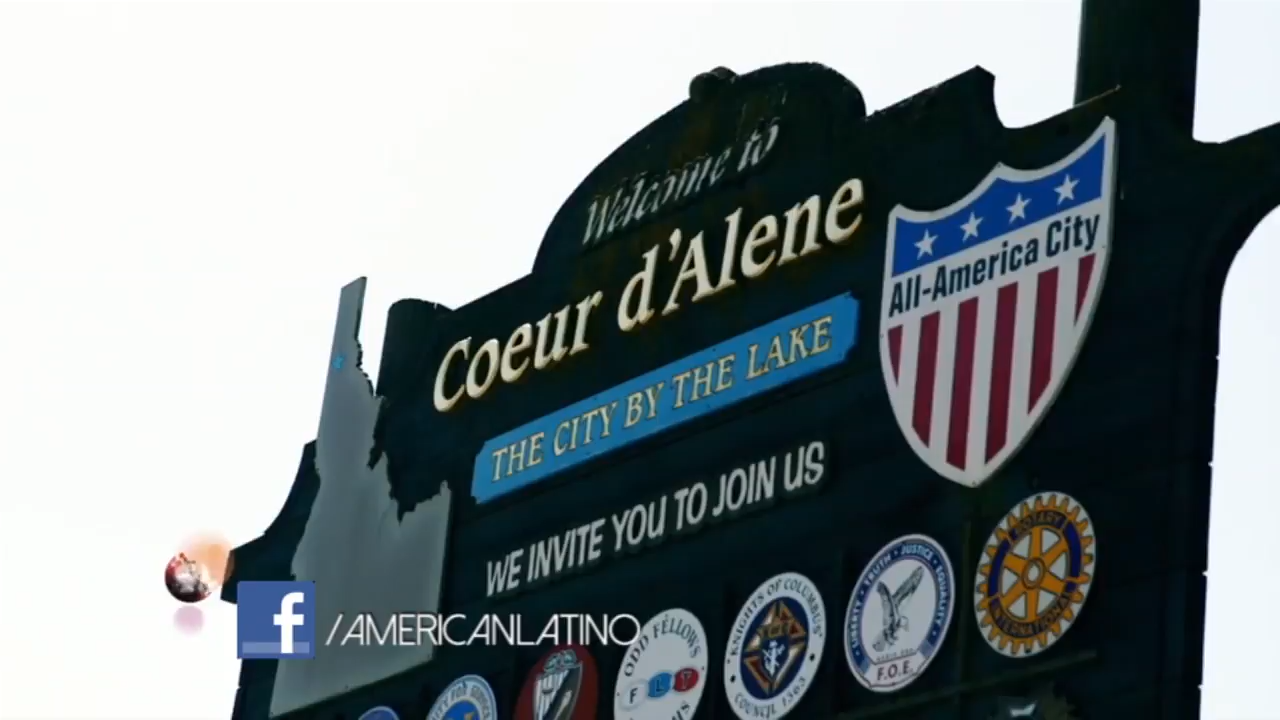 Welcome to
Coeur d'Alene
THE CITY BY THE LAKE
WE INVITE YOU TO JOIN US
All-America City
ROTARY
INTERNATIONAL
LIBERTY • TRUTH • JUSTICE • EQUALITY
F.O.E.
KNIGHTS OF COLUMBUS
COUNCIL 1363
ODD FELLOWS
F L T
f /AMERICANLATINO